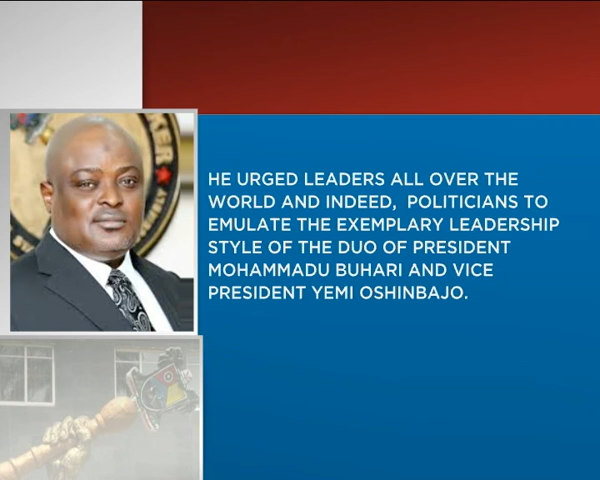 HE URGED LEADERS ALL OVER THE
WORLD AND INDEED, POLITICIANS TO
EMULATE THE EXEMPLARY LEADERSHIP
STYLE OF THE DUO OF PRESIDENT
MOHAMMADU BUHARI AND VICE
PRESIDENT YEMI OSHINBAJO.